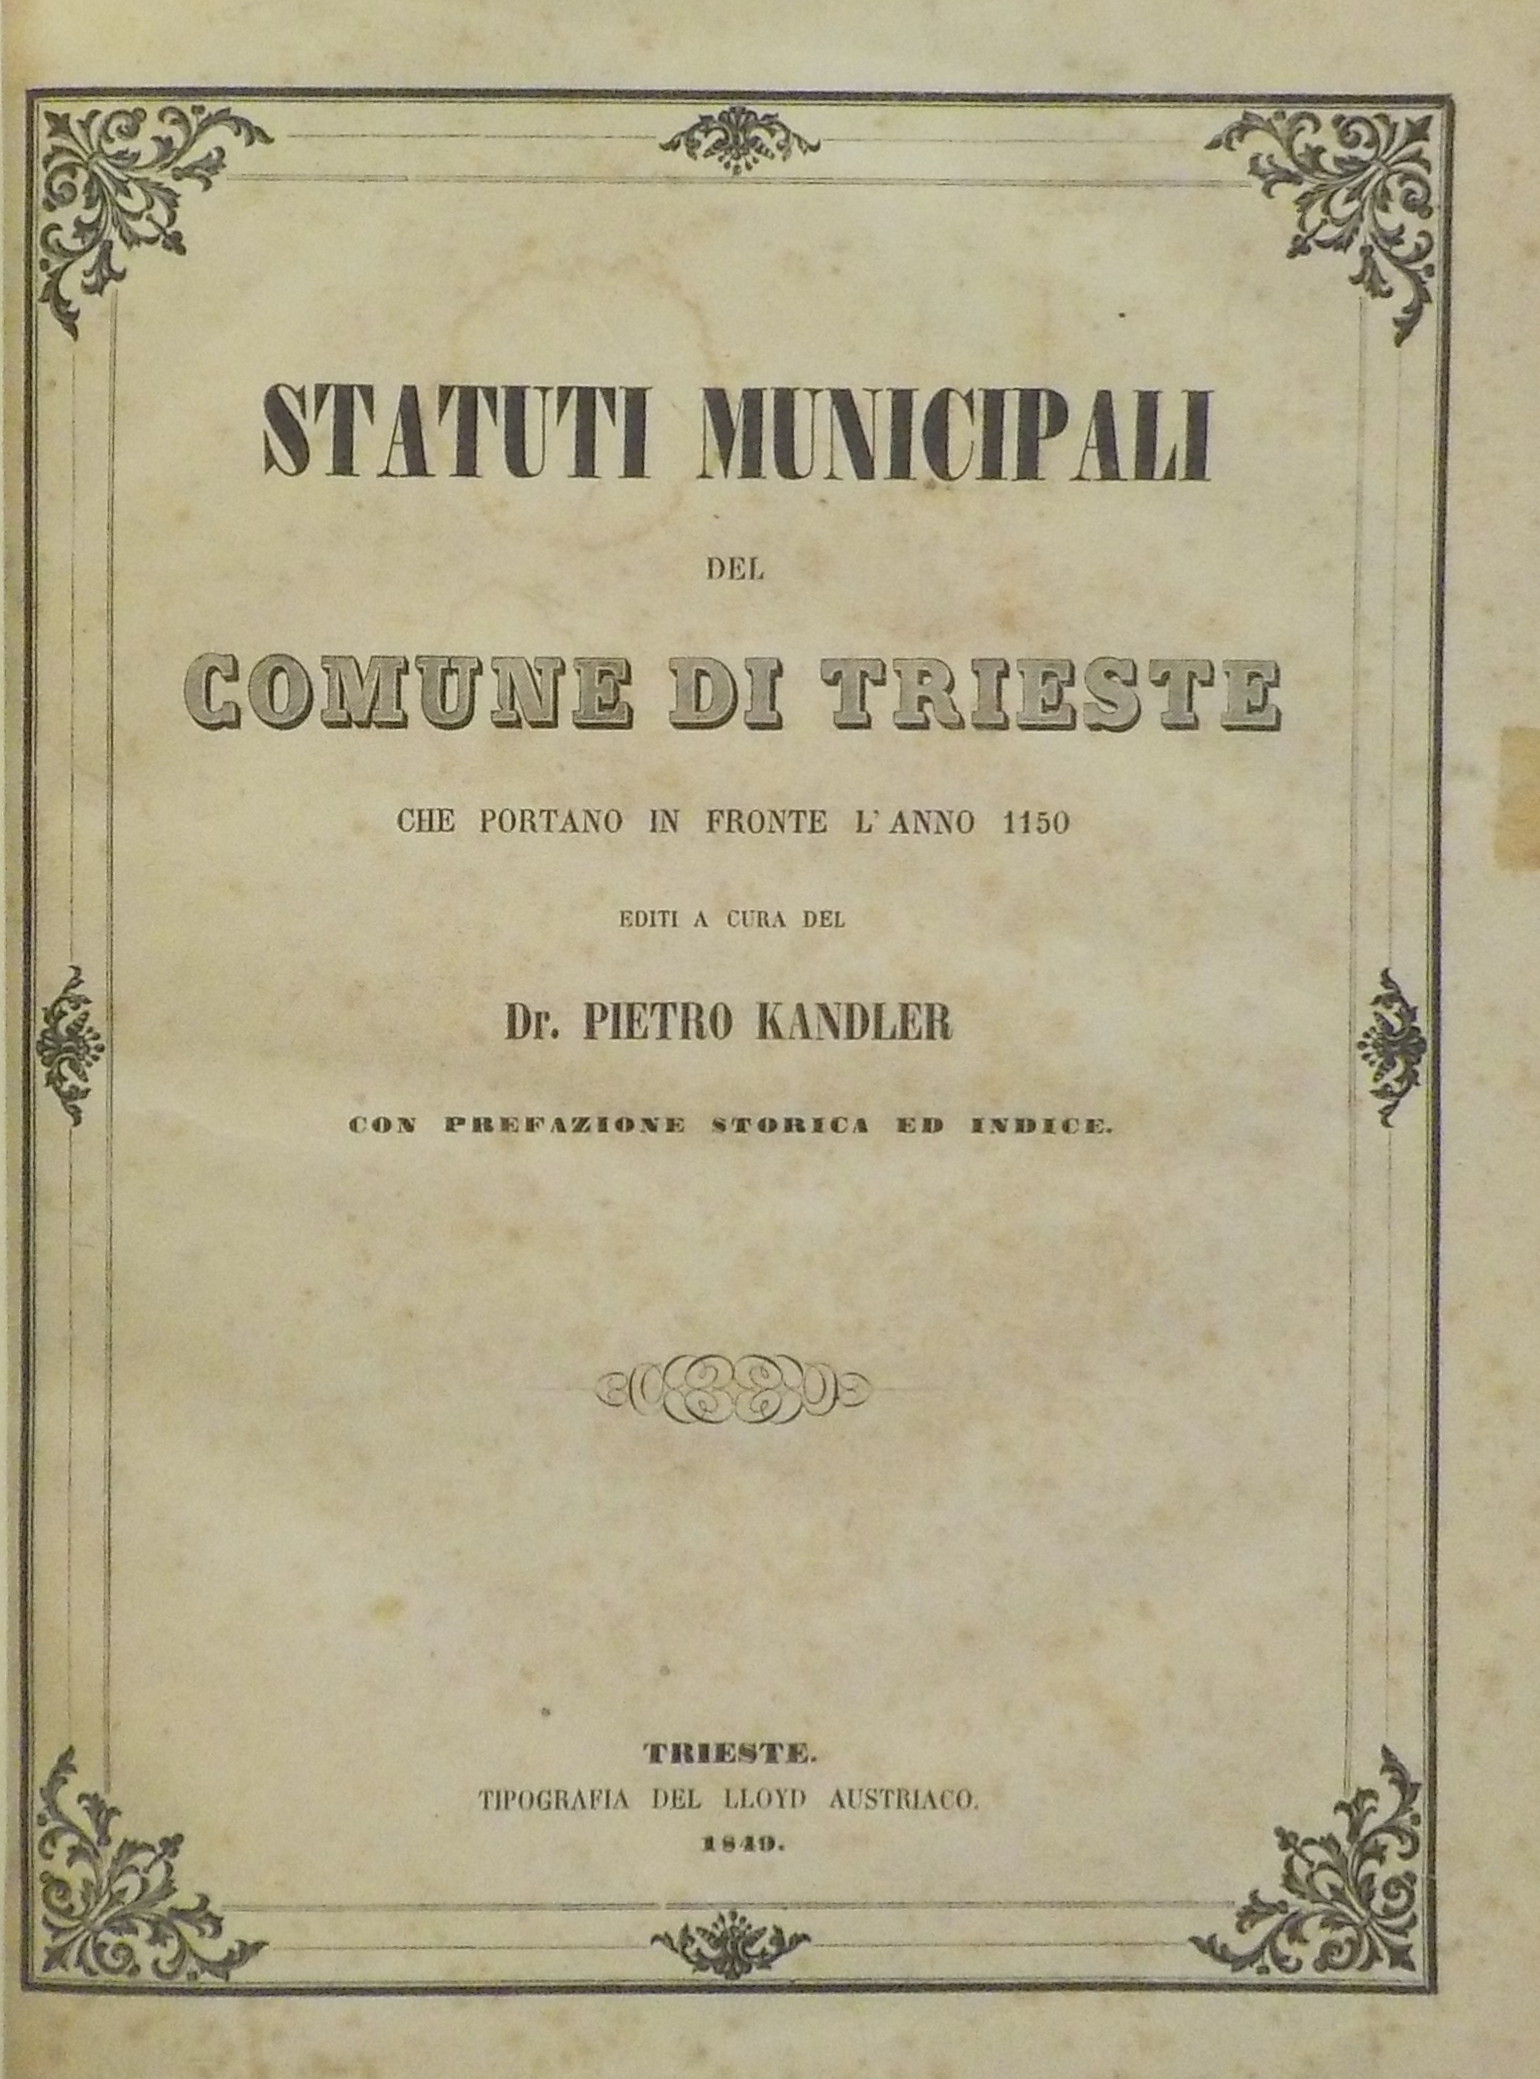 STATUTI MUNICIPALI
DEL
COMUNE DI TRIESTE
CHE PORTANO IN FRONTE L'ANNO 1150
EDITI A CURA DEL
Dr. PIETRO KANDLER
CON PREFAZIONE STORICA ED INDICE.
TRIESTE.
TIPOGRAFIA DEL LLOYD AUSTRIACO.
1849.